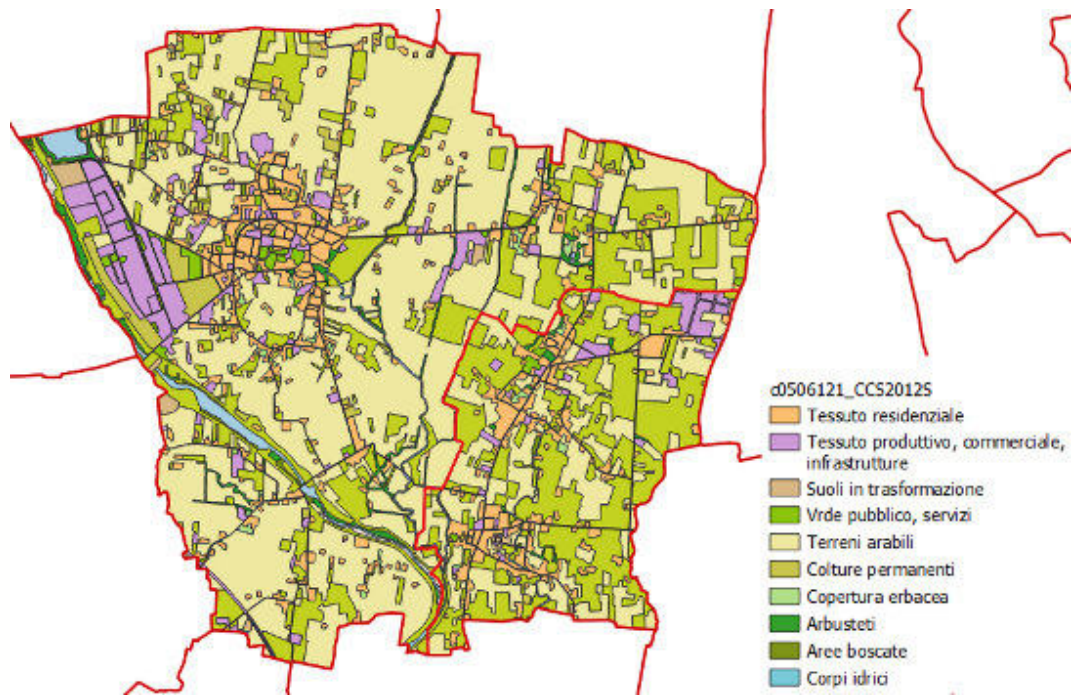 c0506121_CCS2012S
Tessuto residenziale
Tessuto produttivo, commerciale,
infrastrutture
Suoli in trasformazione
Vrde pubblico, servizi
Terreni arabili
Colture permanenti
Copertura erbacea
Arbusteti
Aree boscate
Corpi idrici